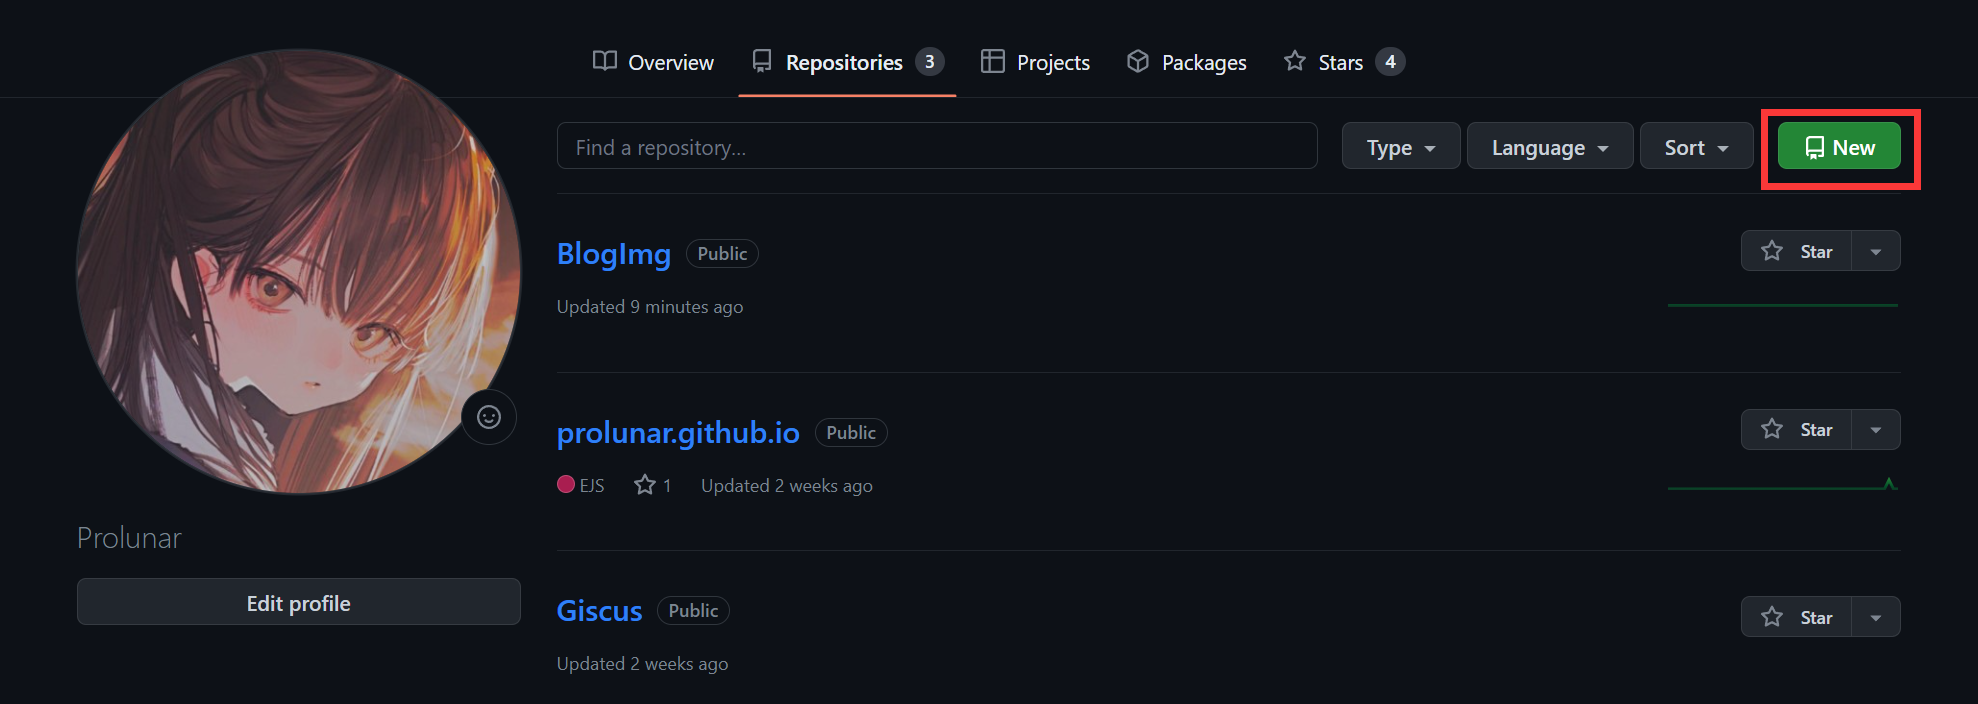 Overview Repositories 3 Projects Packages Stars 4
Find a repository... Type Language Sort New
BlogImg Public Star
Updated 9 minutes ago
prolunar.github.io Public Star
EJS 1 Updated 2 weeks ago
Prolunar
Edit profile
Giscus Public Star
Updated 2 weeks ago